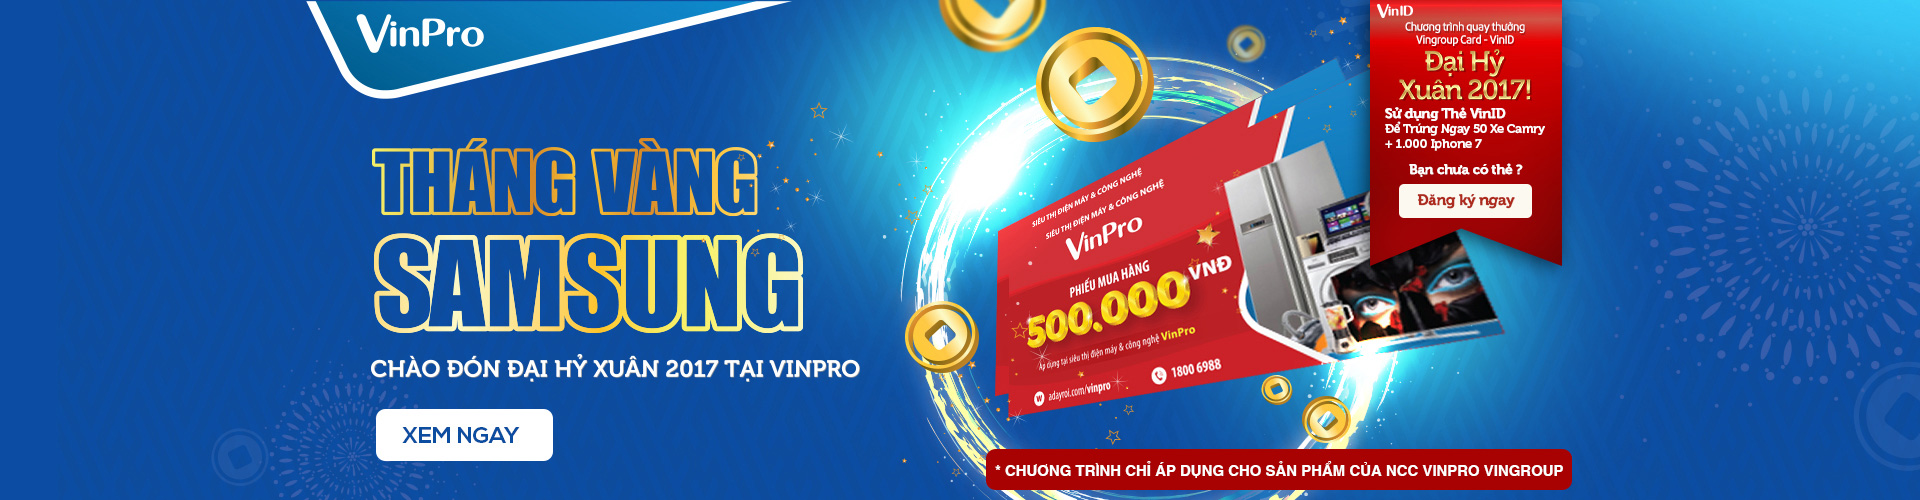 VinPro
THÁNG VÀNG
SAMSUNG
CHÀO ĐÓN ĐẠI HỶ XUÂN 2017 TẠI VINPRO
XEM NGAY
SIÊU THỊ ĐIỆN MÁY & CÔNG NGHỆ
SIÊU THỊ ĐIỆN MÁY & CÔNG NGHỆ
VinPro
PHIẾU MUA HÀNG
500.000 VNĐ
Áp dụng tại siêu thị điện máy & công nghệ VinPro
adayroi.com/vinpro
1800 6988
VinID
Chương trình quay thưởng
Vingroup Card - VinID
Đại Hỷ
Xuân 2017!
Sử dụng Thẻ VinID
Để Trúng Ngay 50 Xe Camry
+ 1.000 Iphone 7
Bạn chưa có thẻ ?
Đăng ký ngay
* CHƯƠNG TRÌNH CHỈ ÁP DỤNG CHO SẢN PHẨM CỦA NCC VINPRO VINGROUP